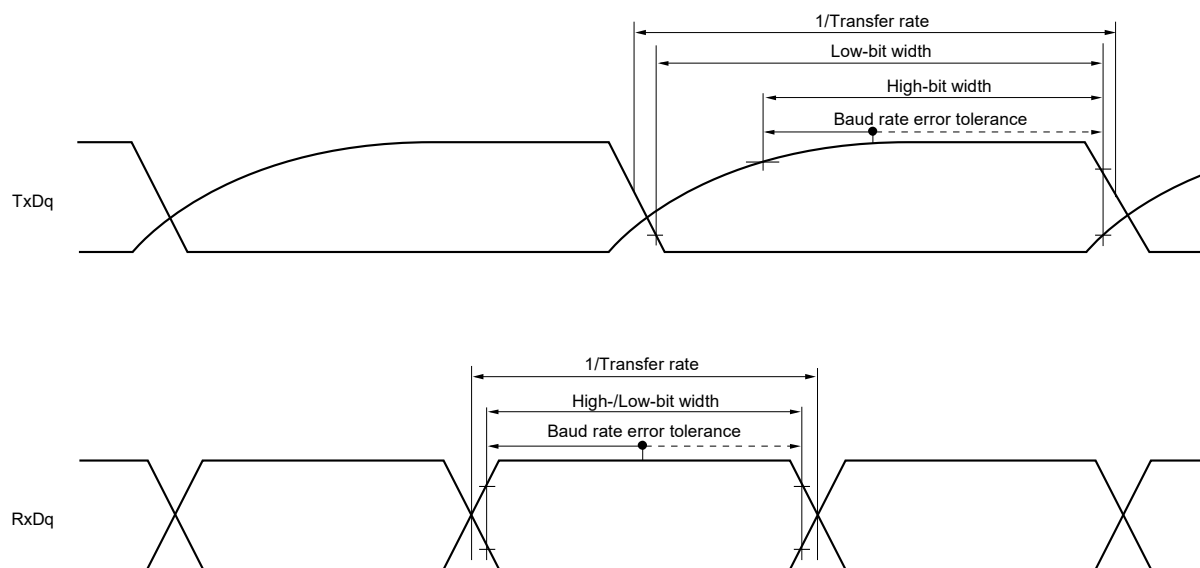 1/Transfer rate
Low-bit width
High-bit width
Baud rate error tolerance
TxDq
1/Transfer rate
High-/Low-bit width
Baud rate error tolerance
RxDq